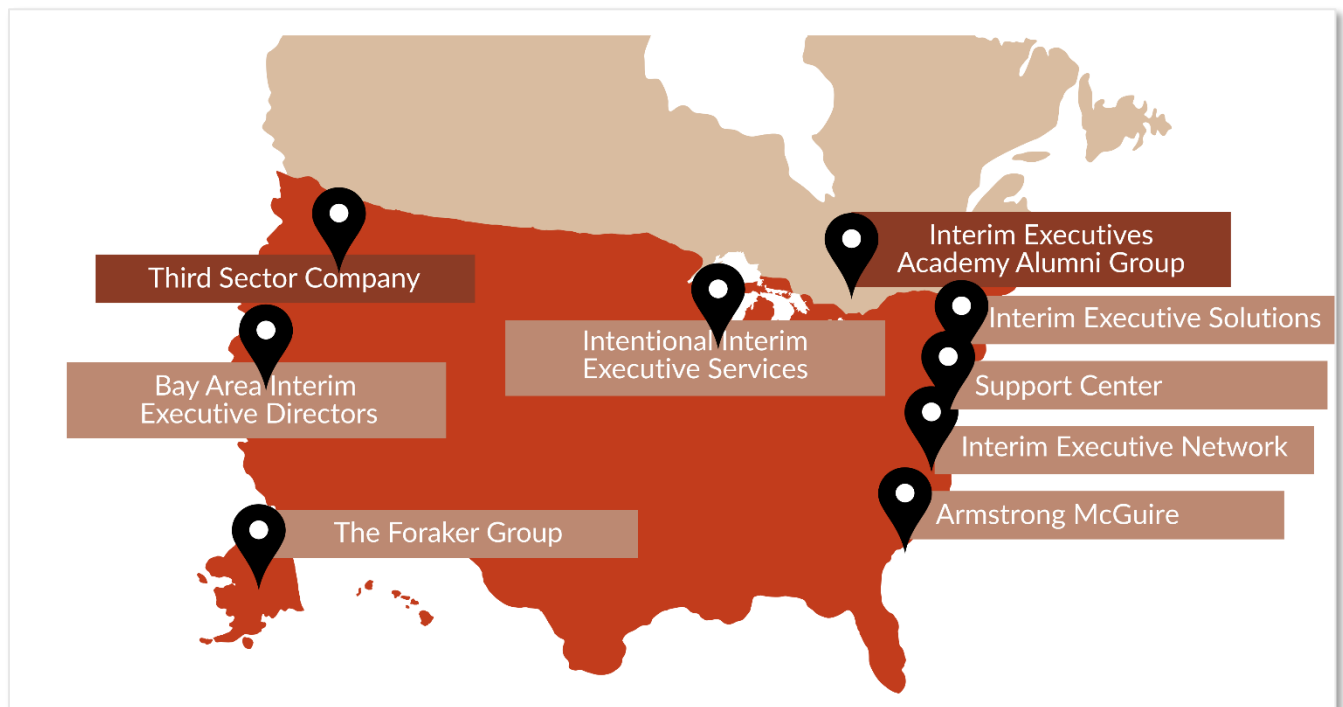 Interim Executives
Academy Alumni Group
Third Sector Company
Interim Executive Solutions
Intentional Interim
Executive Services
Bay Area Interim
Executive Directors
Support Center
Interim Executive Network
Armstrong McGuire
The Foraker Group